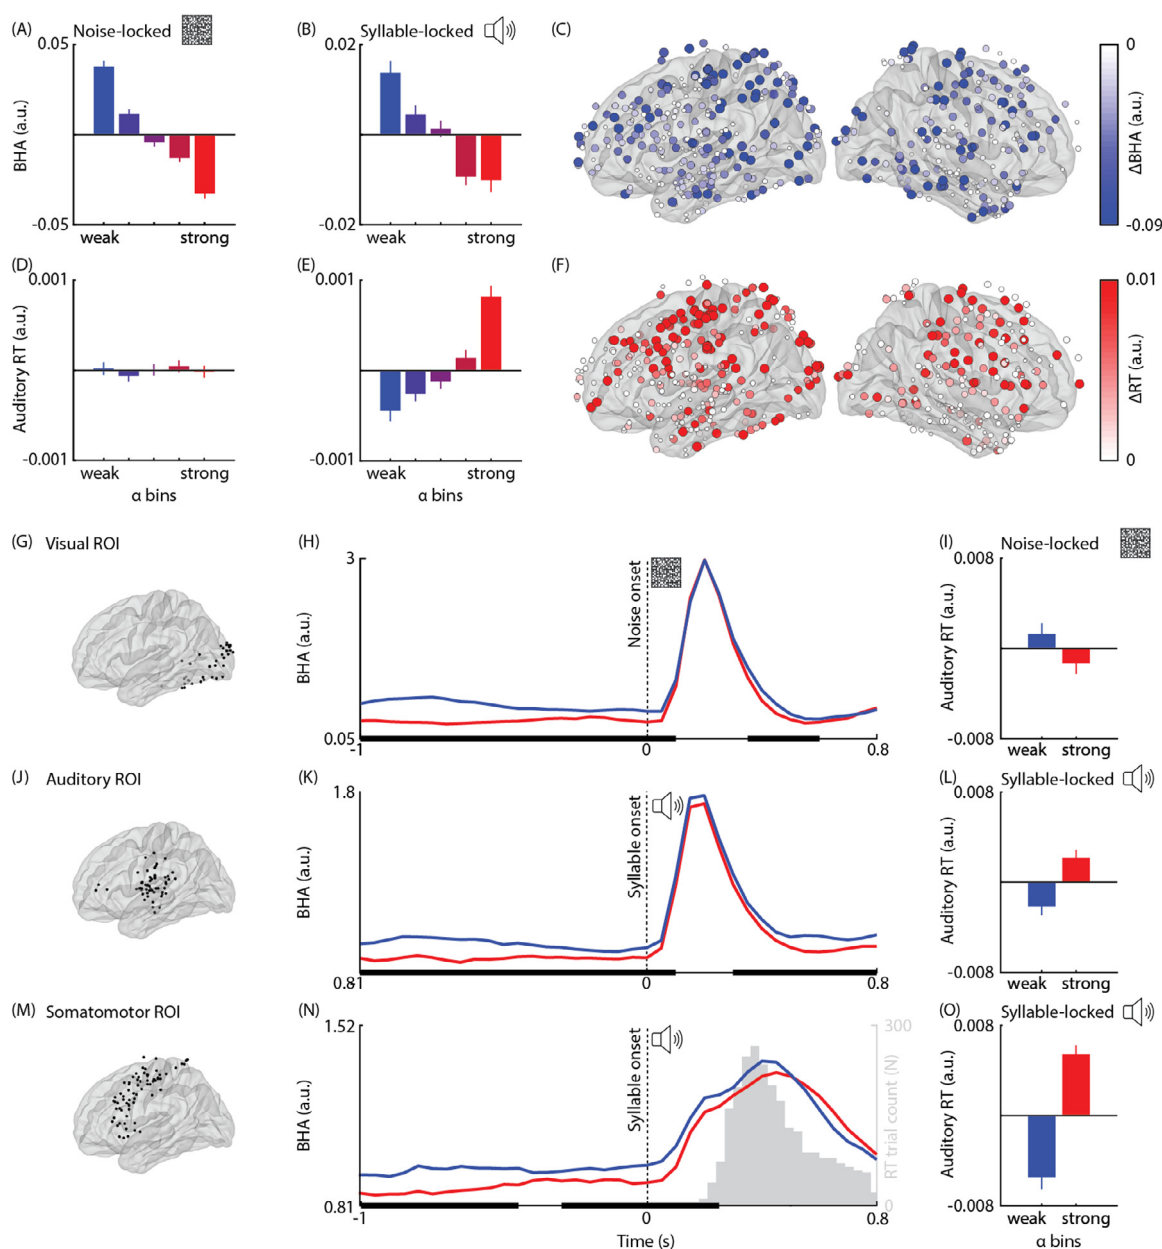 (A) Noise-locked
0.05
BHA (a.u.)
-0.05
weak strong
(B) Syllable-locked
0.02
-0.02
weak strong
(C)
0
ΔBHA (a.u.)
-0.09
(D)
0.001
Auditory RT (a.u.)
-0.001
weak strong
α bins
(E)
0.001
-0.001
weak strong
α bins
(F)
0.01
ΔRT (a.u.)
0
(G) Visual ROI
(H)
3
BHA (a.u.)
0.05
Noise onset
-1 0 0.8
(I) Noise-locked
0.008
Auditory RT (a.u.)
-0.008
weak strong
(J) Auditory ROI
(K)
1.8
BHA (a.u.)
0.81
Syllable onset
-1 0 0.8
(L) Syllable-locked
0.008
Auditory RT (a.u.)
-0.008
weak strong
(M) Somatomotor ROI
(N)
1.52
BHA (a.u.)
0.81
Syllable onset
300
RT trial count (N)
0
-1 0 0.8
Time (s)
(O) Syllable-locked
0.008
Auditory RT (a.u.)
-0.008
weak strong
α bins